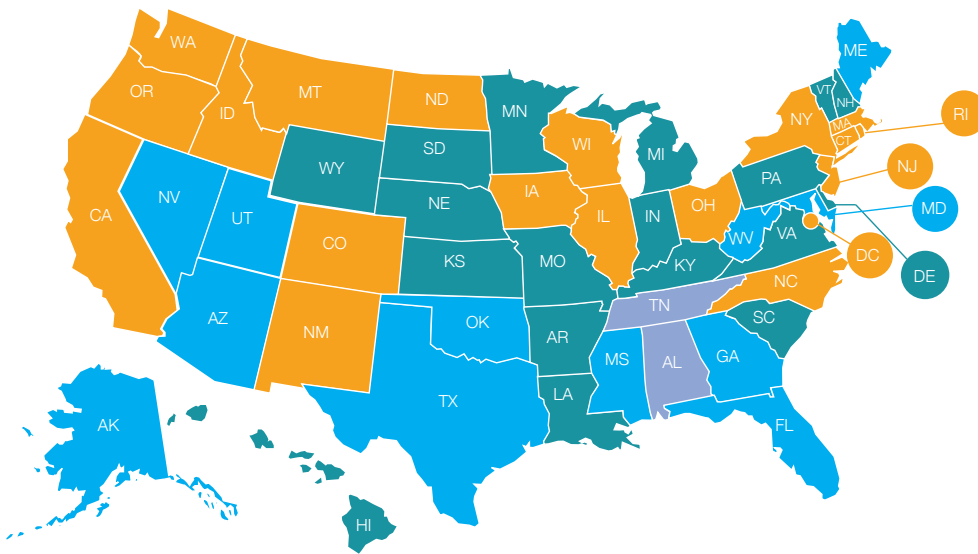 WA
OR
ID
MT
ND
MN
WI
MI
NY
VT
NH
ME
MA
CT
RI
NJ
MD
DC
DE
SD
WY
NE
IA
IL
IN
OH
PA
WV
VA
KY
NV
UT
CO
KS
MO
CA
AZ
NM
OK
AR
TN
NC
SC
MS
AL
GA
LA
TX
FL
AK
HI